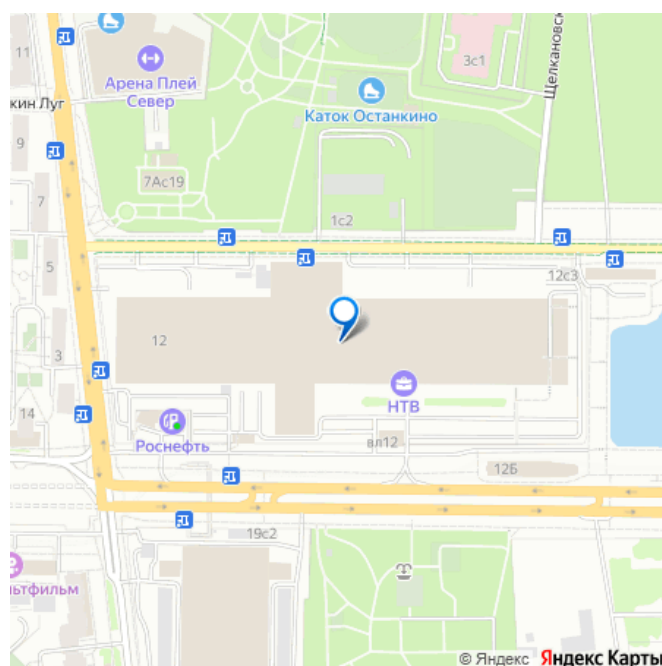 11
Арена Плей
Север
3с1
Щелкановск
кин Луг
Каток Останкино
9
7Ас19
7
1с2
5
12с3
12
3
НТВ
14
Роснефть
вл12
12Б
19с2
льтфильм
© Яндекс Яндекс Карты